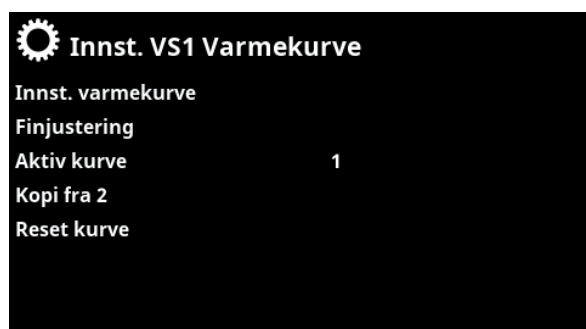 Innst. VS1 Varmekurve
Innst. varmekurve
Finjustering
Aktiv kurve 1
Kopi fra 2
Reset kurve